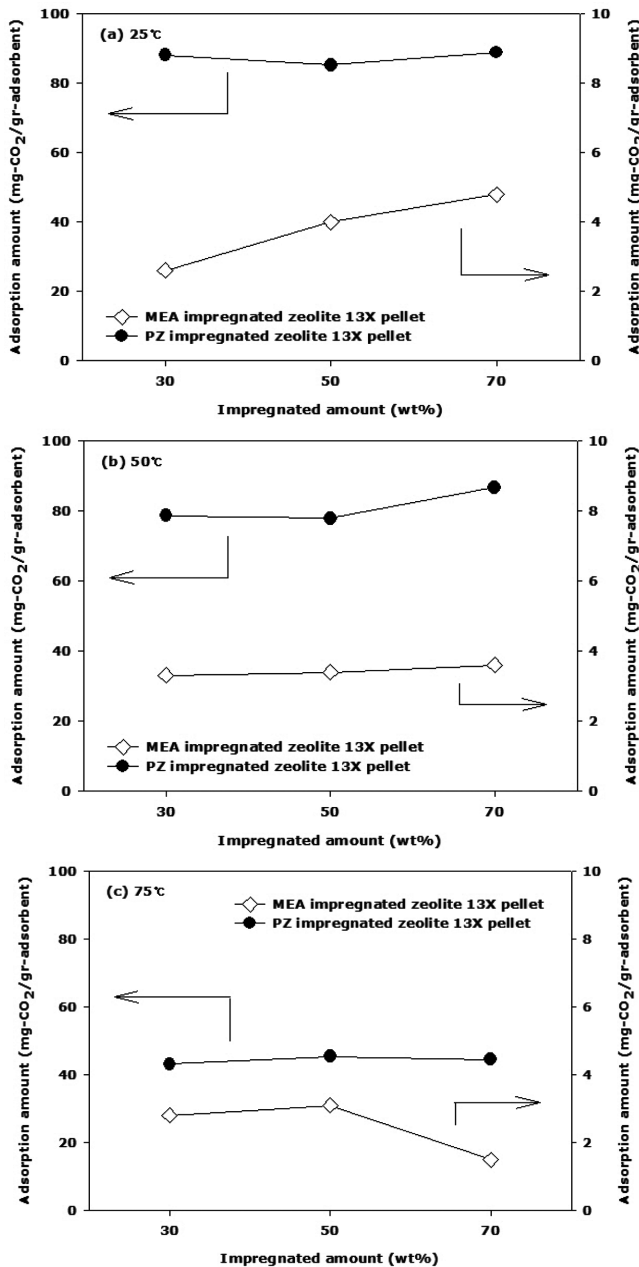 (a) 25℃
100
80
60
40
20
0
10
8
6
4
2
0
Adsorption amount (mg-CO₂/gr-adsorbent)
Adsorption amount (mg-CO₂/gr-adsorbent)
MEA impregnated zeolite 13X pellet
PZ impregnated zeolite 13X pellet
30 50 70
Impregnated amount (wt%)
(b) 50℃
100
80
60
40
20
0
10
8
6
4
2
0
Adsorption amount (mg-CO₂/gr-adsorbent)
Adsorption amount (mg-CO₂/gr-adsorbent)
MEA impregnated zeolite 13X pellet
PZ impregnated zeolite 13X pellet
30 50 70
Impregnated amount (wt%)
(c) 75℃
100
80
60
40
20
0
10
8
6
4
2
0
Adsorption amount (mg-CO₂/gr-adsorbent)
Adsorption amount (mg-CO₂/gr-adsorbent)
MEA impregnated zeolite 13X pellet
PZ impregnated zeolite 13X pellet
30 50 70
Impregnated amount (wt%)